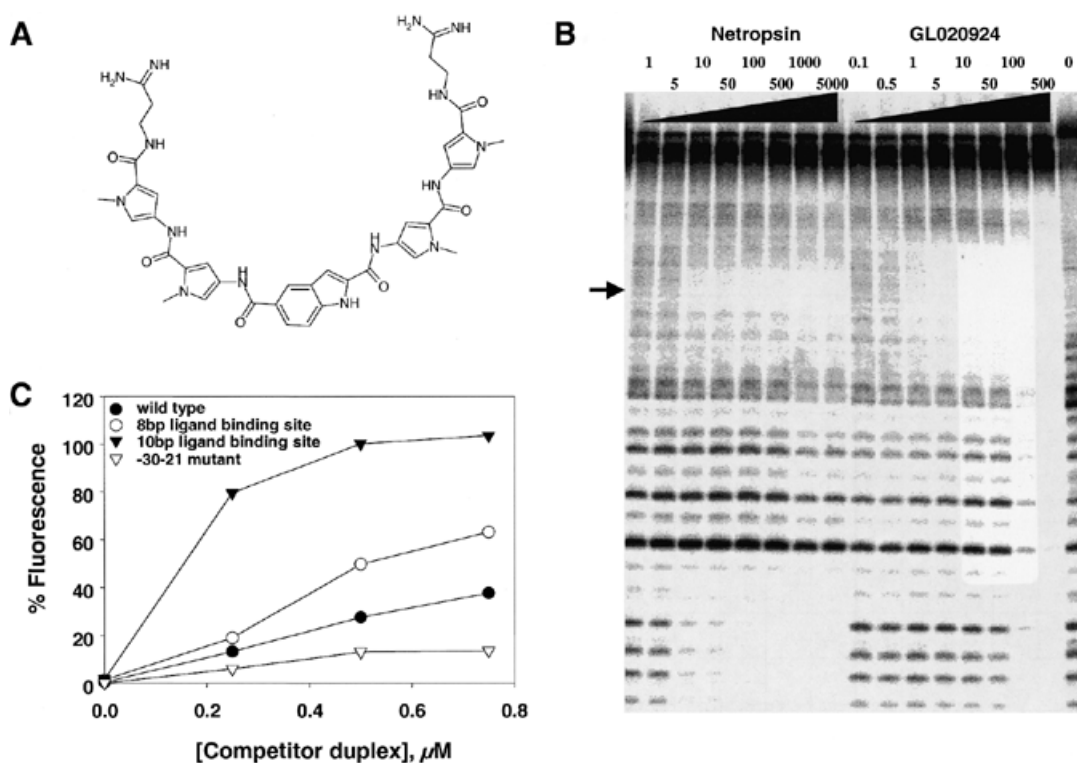 A
H₂N NH
HN O
N
HN
O
N
H₂N NH
NH
O
N
NH
O
N
H
N
O
NH
O
NH
B
Netropsin GL020924
1 10 100 1000 0.1 1 10 100 0
5 50 500 5000 0.5 5 50 500
C
120
100
80
60
40
20
0
% Fluorescence
wild type
8bp ligand binding site
10bp ligand binding site
-30-21 mutant
0.0 0.2 0.4 0.6 0.8
[Competitor duplex], μM